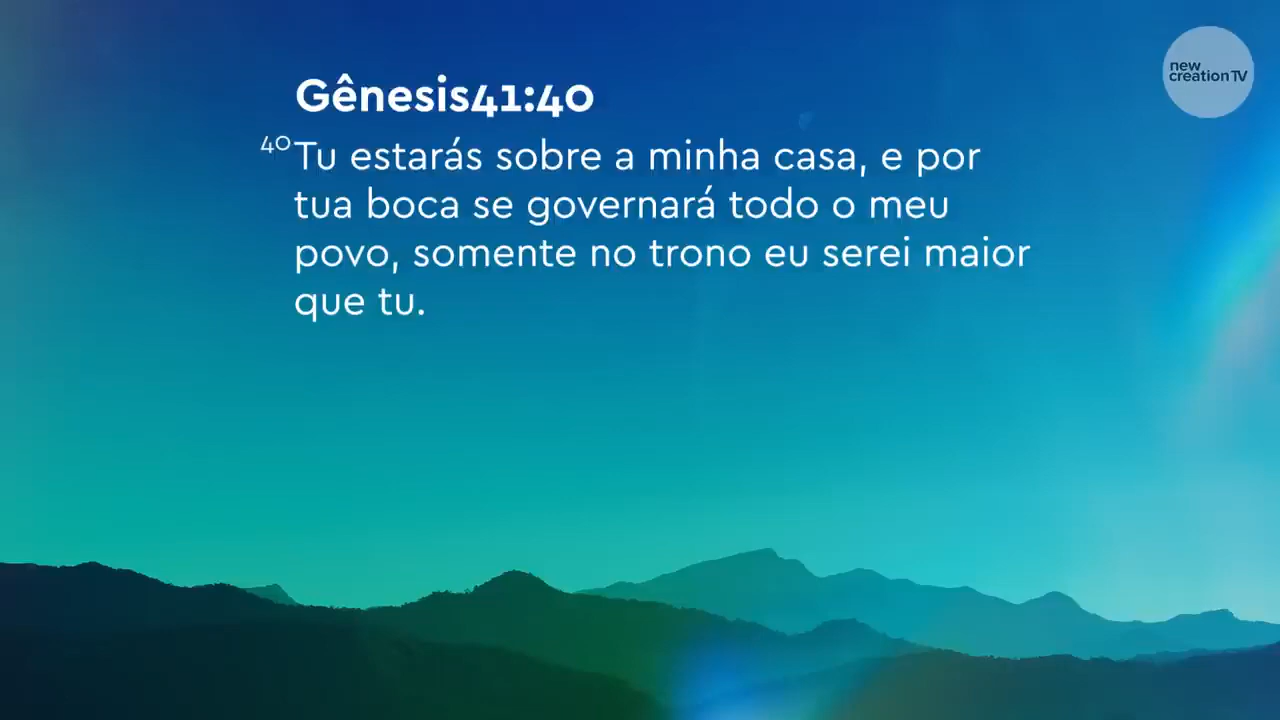 new
creation TV
Gênesis41:40
40Tu estarás sobre a minha casa, e por
tua boca se governará todo o meu
povo, somente no trono eu serei maior
que tu.